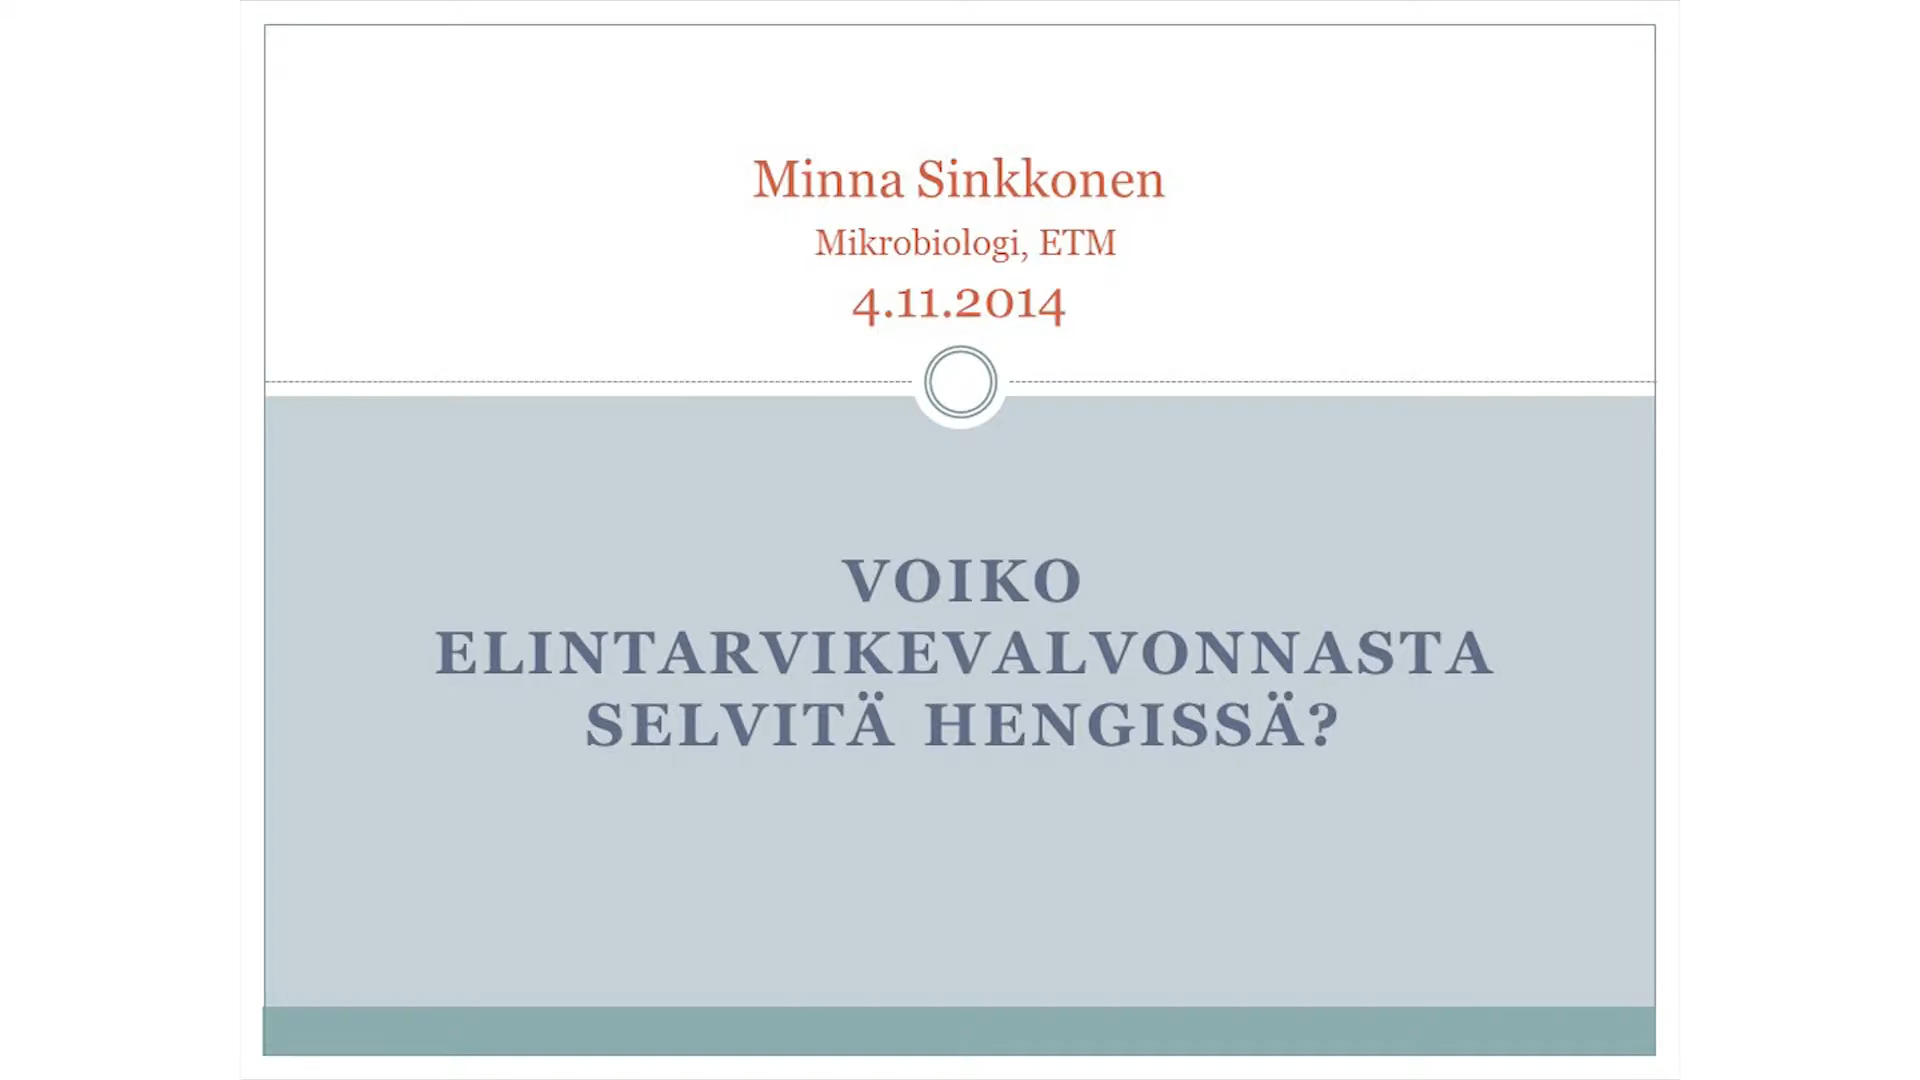 Minna Sinkkonen
Mikrobiologi, ETM
4.11.2014
VOIKO
ELINTARVIKEVALVONNASTA
SELVITÄ HENGISSÄ?